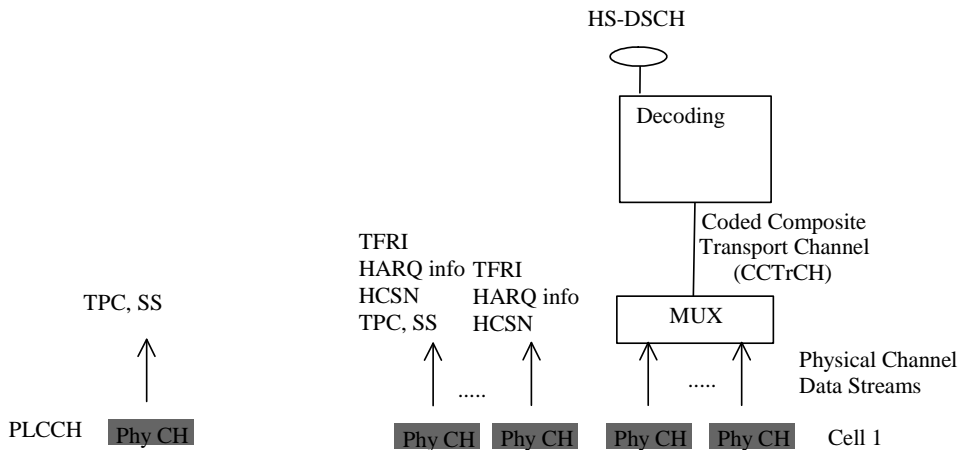 HS-DSCH
Decoding
Coded Composite
Transport Channel
(CCTrCH)
TFRI
HARQ info
HCSN
TPC, SS
TFRI
HARQ info
HCSN
TPC, SS
MUX
Physical Channel
Data Streams
.....
.....
PLCCH
Phy CH
Phy CH
Phy CH
Phy CH
Phy CH
Cell 1